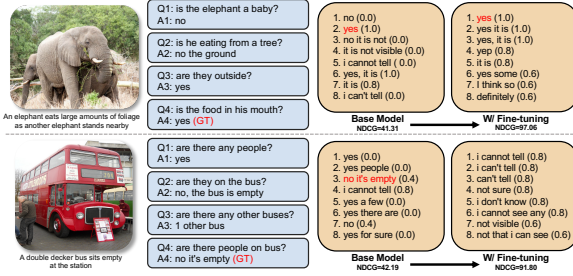 Q1: is the elephant a baby?
A1: no
Q2: is he eating from a tree?
A2: no the ground
Q3: are they outside?
A3: yes
Q4: is the food in his mouth?
A4: yes (GT)
An elephant eats large amounts of foliage
as another elephant stands nearby
1. no (0.0)
2. yes (1.0)
3. no it is not (0.0)
4. it is not visible (0.0)
5. i cannot tell ( 0.0)
6. yes, it is (1.0)
7. it is (0.8)
8. i can't tell (0.0)
Base Model
NDCG=41.31
1. yes (1.0)
2. yes it is (1.0)
3. yes, it is (1.0)
4. yep (0.8)
5. it is (0.8)
6. yes some (0.6)
7. I think so (0.6)
8. definitely (0.6)
W/ Fine-tuning
NDCG=97.06
Q1: are there any people?
A1: yes
Q2: are they on the bus?
A2: no, the bus is empty
Q3: are there any other buses?
A3: 1 other bus
Q4: are there people on bus?
A4: no it's empty (GT)
A double decker bus sits empty
at the station
1. yes (0.0)
2. yes people (0.0)
3. no it's empty (0.4)
4. i cannot tell (0.8)
5. yes a few (0.0)
6. yes there are (0.0)
7. no (0.4)
8. yes for sure (0.0)
Base Model
NDCG=42.19
1. i cannot tell (0.8)
2. i can't tell (0.8)
3. can't tell (0.8)
4. not sure (0.8)
5. i don't know (0.8)
6. i cannot see any (0.8)
7. not visible (0.6)
8. not that i can see (0.6)
W/ Fine-tuning
NDCG=91.80